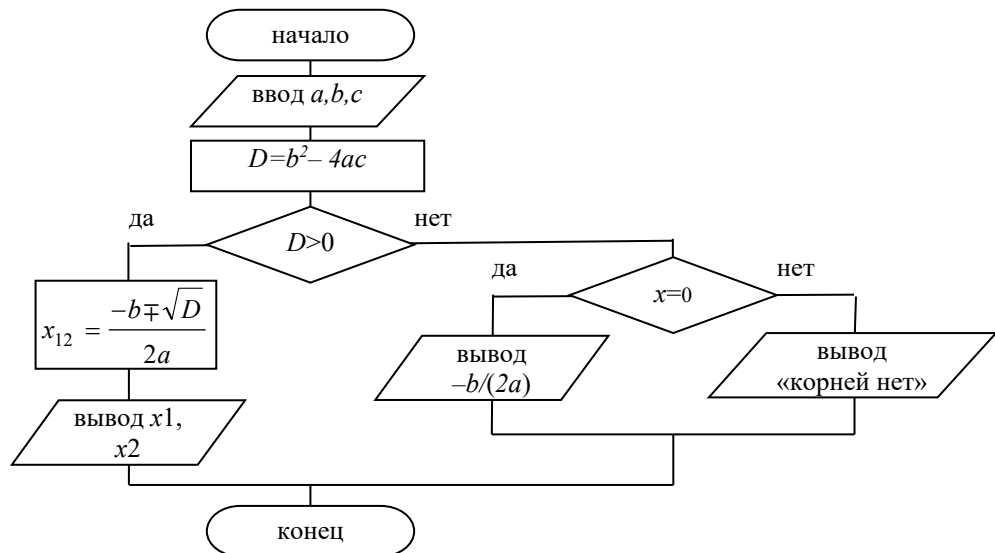 начало
ввод a,b,c
D=b²– 4ac
да
нет
D>0
x₁₂ = (–b∓√D)/2a
вывод x1,
x2
да
нет
x=0
вывод
–b/(2a)
вывод
«корней нет»
конец